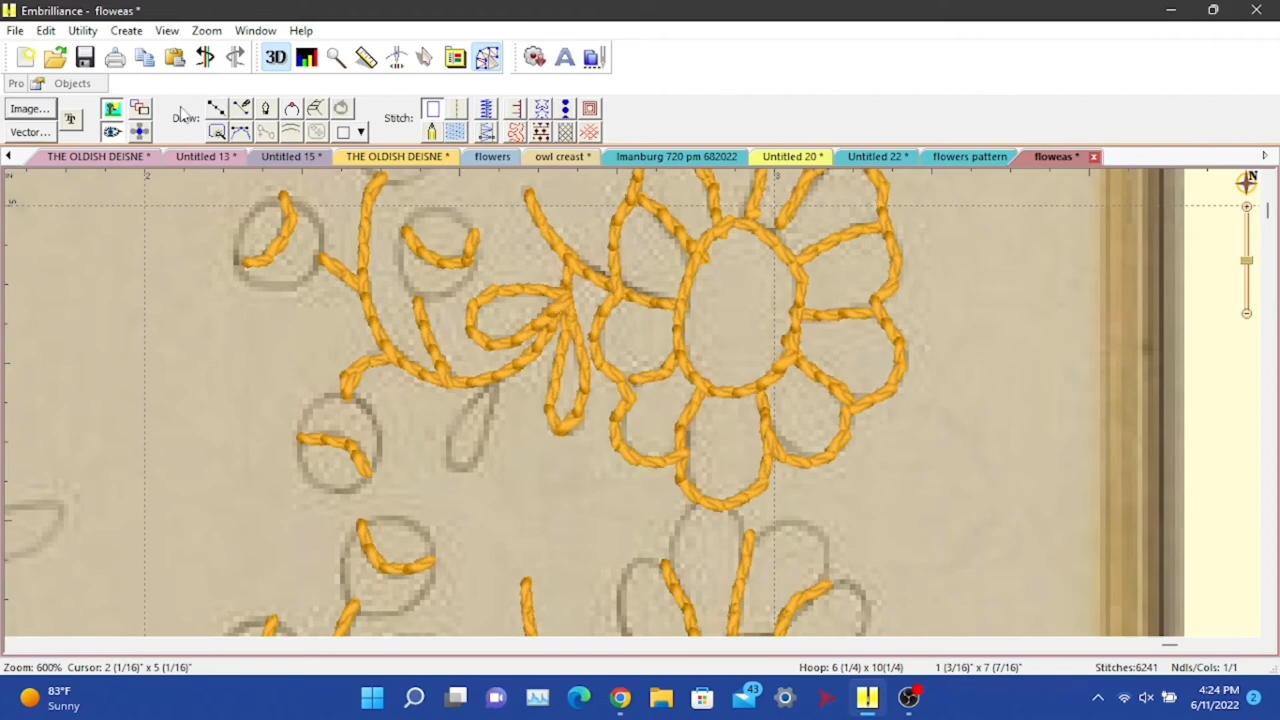 Embrilliance - floweas *
File Edit Utility Create View Zoom Window Help
3D
Pro Objects
Image... Draw: Stitch:
Vector...
THE OLDISH DEISNE * Untitled 13 * Untitled 15 * THE OLDISH DEISNE * flowers owl creast * Imanburg 720 pm 682022 Untitled 20 * Untitled 22 * flowers pattern floweas *
2 3
N
Zoom: 600% Cursor: 2 (1/16)" x 5 (1/16)" Hoop: 6 (1/4) x 10(1/4) 1 (3/16)" x 7 (7/16)" Stitches:6241 Ndls/Cols: 1/1
83°F
Sunny
43
4:24 PM
6/11/2022
2